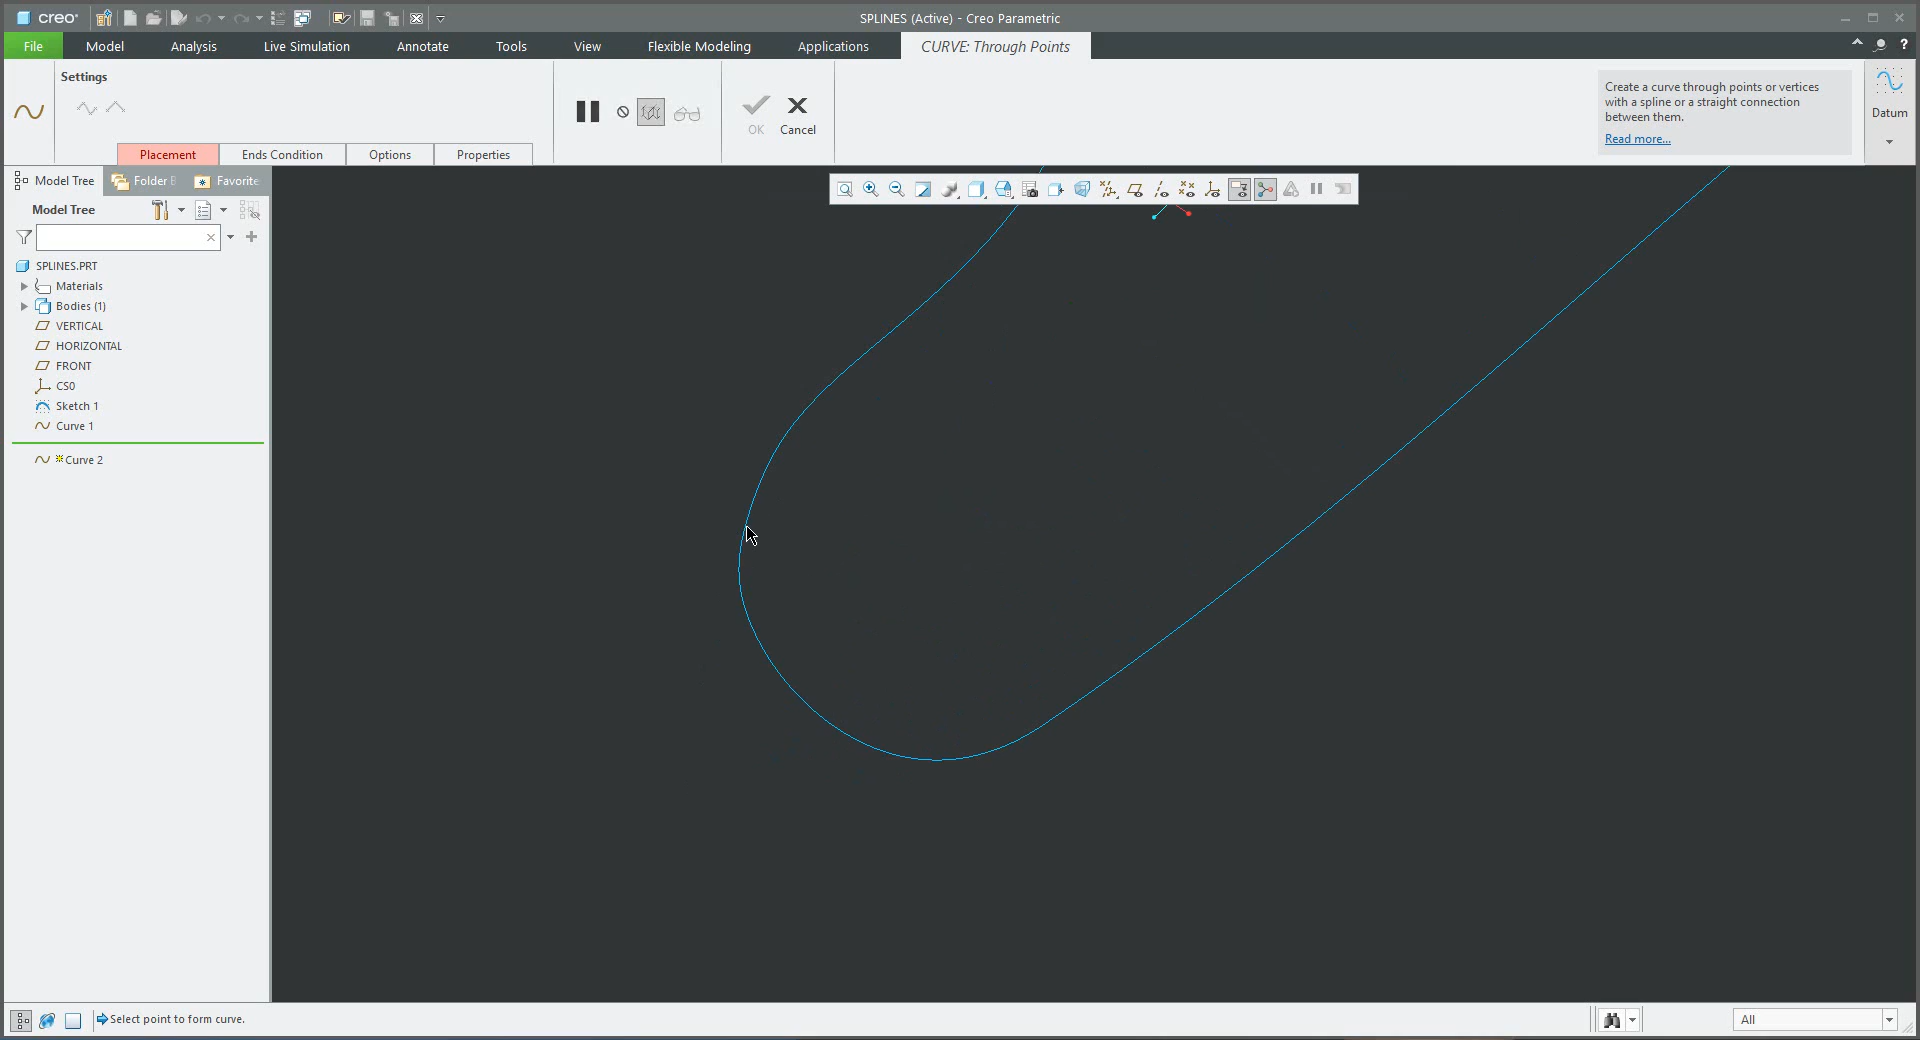 creo®
SPLINES (Active) - Creo Parametric
File
Model
Analysis
Live Simulation
Annotate
Tools
View
Flexible Modeling
Applications
CURVE: Through Points
Settings
OK
Cancel
Placement
Ends Condition
Options
Properties
Create a curve through points or vertices
with a spline or a straight connection
between them.
Read more...
Datum
Model Tree
Folder B
Favorite
Model Tree
SPLINES.PRT
Materials
Bodies (1)
VERTICAL
HORIZONTAL
FRONT
CS0
Sketch 1
Curve 1
Curve 2
Select point to form curve.
All